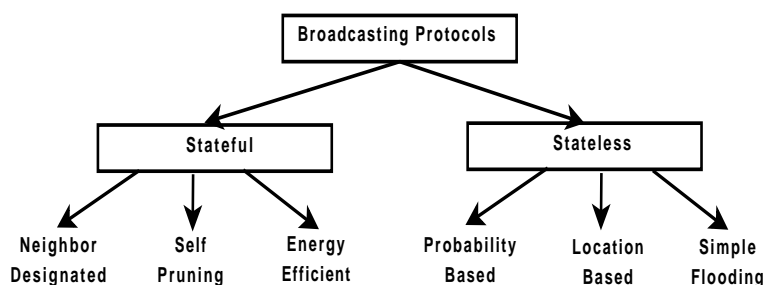 Broadcasting Protocols
Stateful
Stateless
Neighbor
Designated
Self
Pruning
Energy
Efficient
Probability
Based
Location
Based
Simple
Flooding